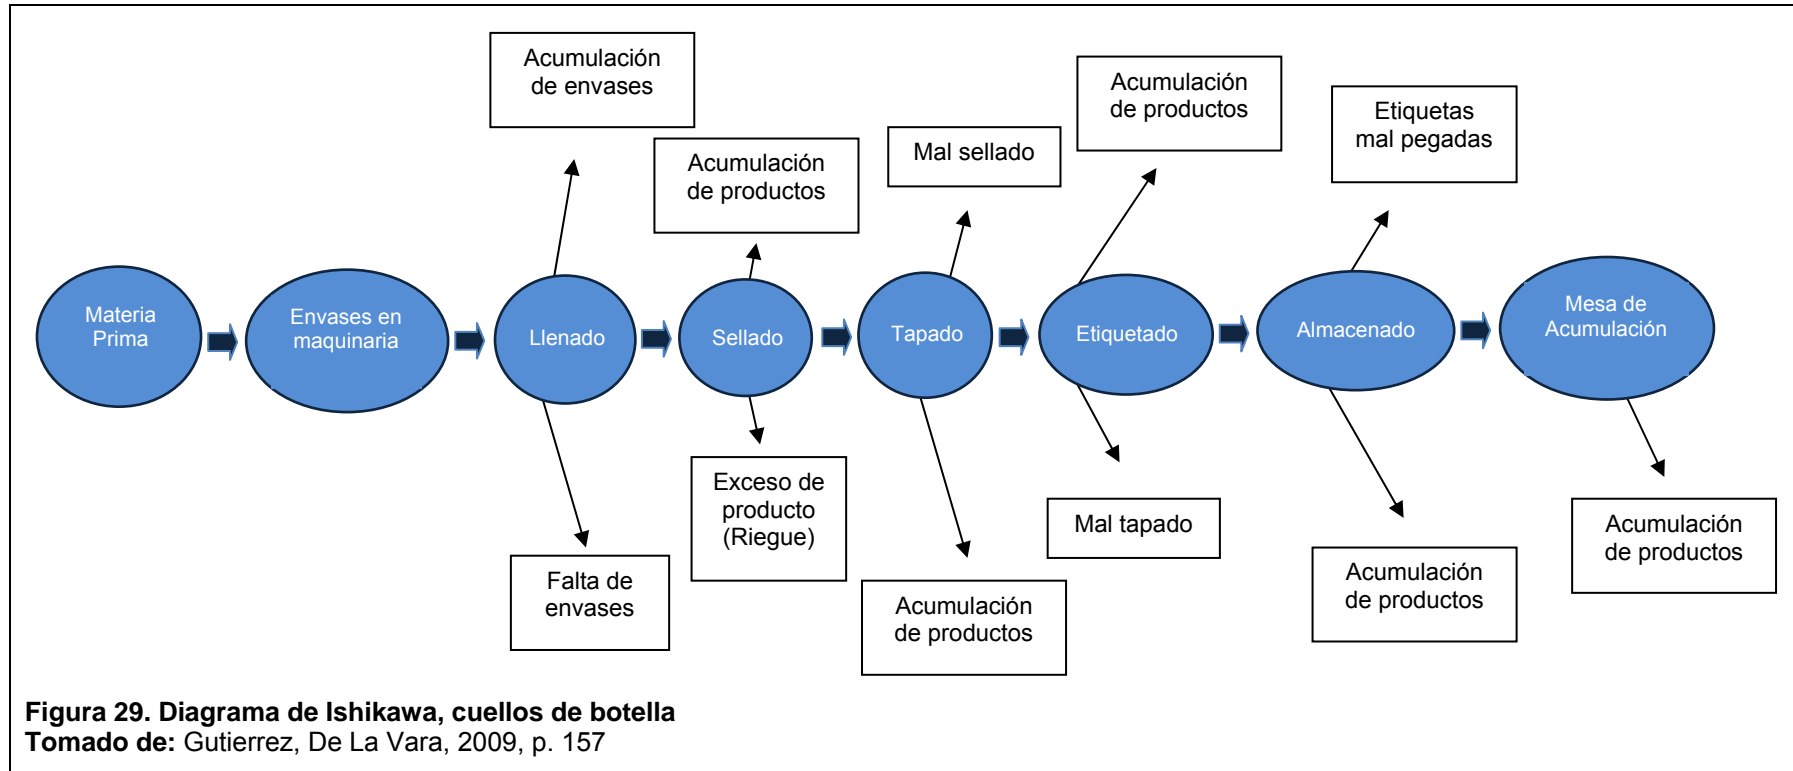 Acumulación
de envases
Acumulación
de productos
Mal sellado
Acumulación
de productos
Etiquetas
mal pegadas
Materia
Prima
Envases en
maquinaria
Llenado
Sellado
Tapado
Etiquetado
Almacenado
Mesa de
Acumulación
Falta de
envases
Exceso de
producto
(Riegue)
Acumulación
de productos
Mal tapado
Acumulación
de productos
Acumulación
de productos
Figura 29. Diagrama de Ishikawa, cuellos de botella
Tomado de: Gutierrez, De La Vara, 2009, p. 157